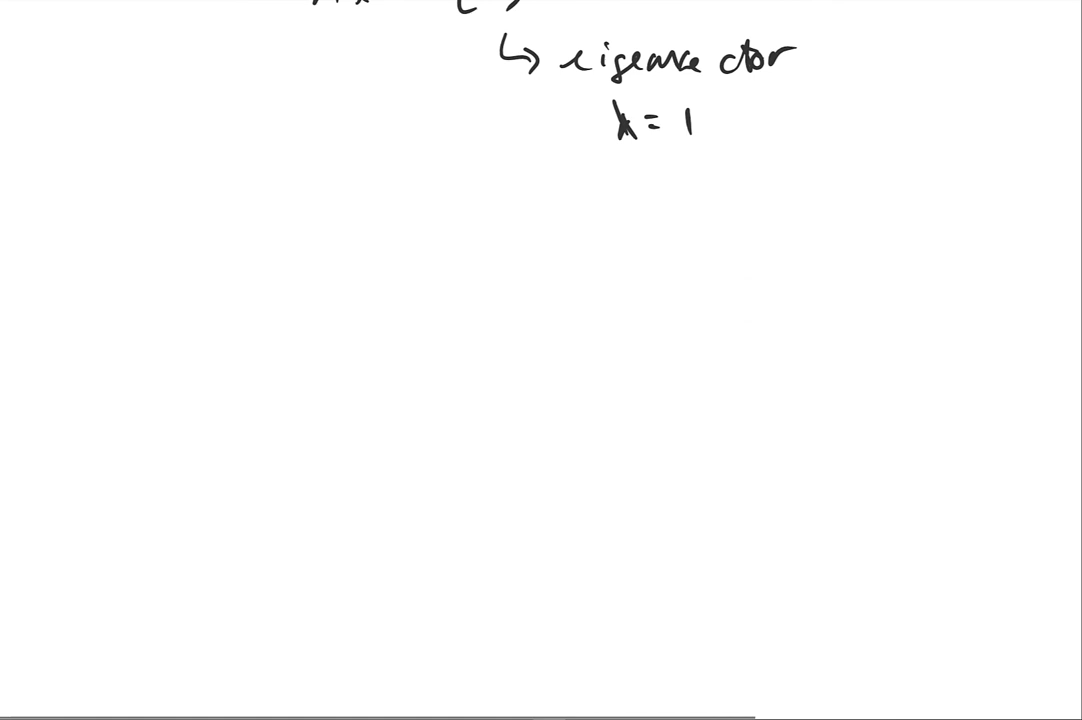 ↳ eigenvector
λ = 1